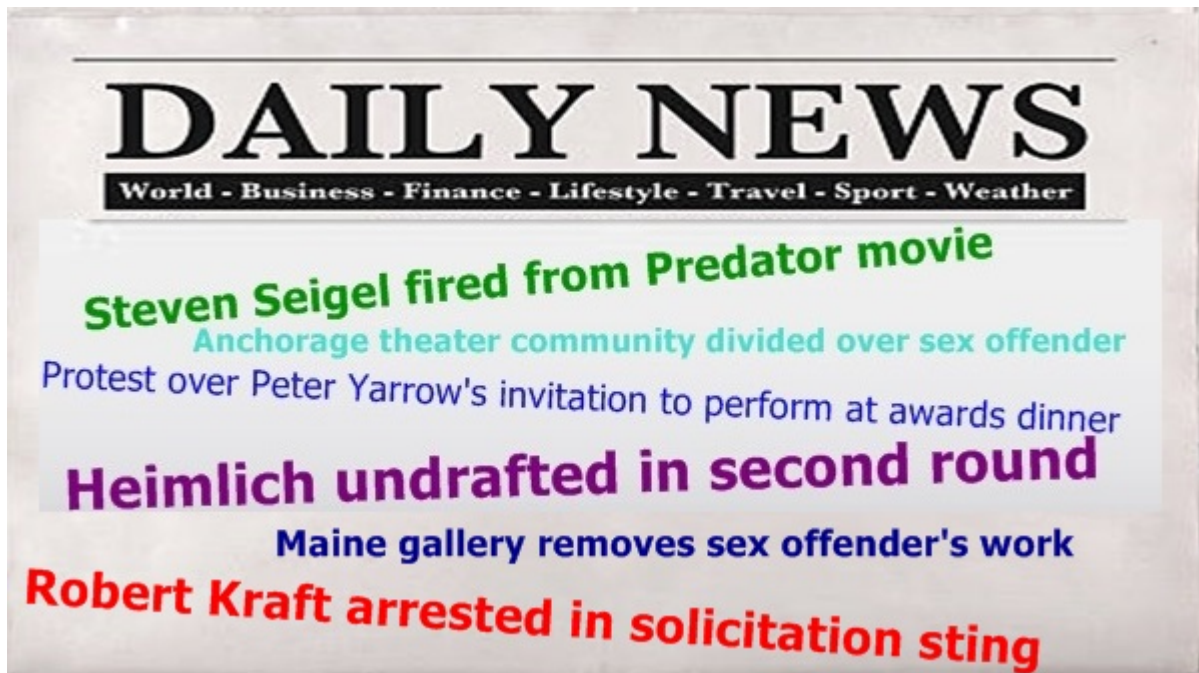 DAILY NEWS
World - Business - Finance - Lifestyle - Travel - Sport - Weather
Steven Seigel fired from Predator movie
Anchorage theater community divided over sex offender
Protest over Peter Yarrow's invitation to perform at awards dinner
Heimlich undrafted in second round
Maine gallery removes sex offender's work
Robert Kraft arrested in solicitation sting